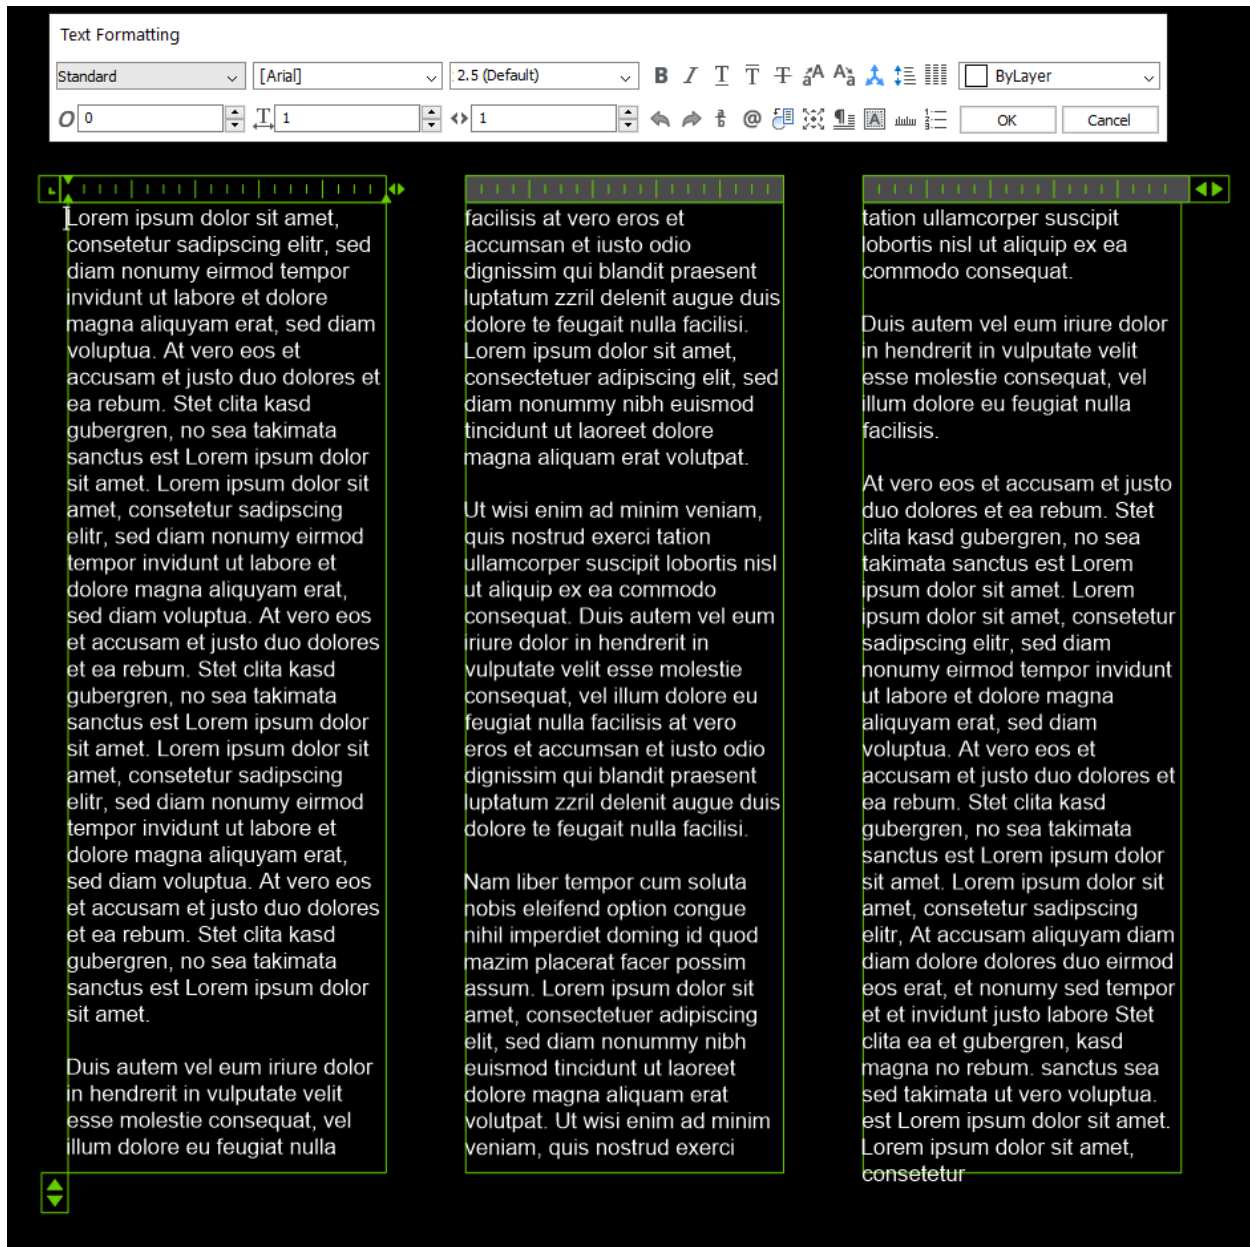 Text Formatting
Standard [Arial] 2.5 (Default) B I T T T ByLayer
0 1 1 @ OK Cancel
Lorem ipsum dolor sit amet,
consetetur sadipscing elitr, sed
diam nonumy eirmod tempor
invidunt ut labore et dolore
magna aliquyam erat, sed diam
voluptua. At vero eos et
accusam et justo duo dolores et
ea rebum. Stet clita kasd
gubergren, no sea takimata
sanctus est Lorem ipsum dolor
sit amet. Lorem ipsum dolor sit
amet, consetetur sadipscing
elitr, sed diam nonumy eirmod
tempor invidunt ut labore et
dolore magna aliquyam erat,
sed diam voluptua. At vero eos
et accusam et justo duo dolores
et ea rebum. Stet clita kasd
gubergren, no sea takimata
sanctus est Lorem ipsum dolor
sit amet. Lorem ipsum dolor sit
amet, consetetur sadipscing
elitr, sed diam nonumy eirmod
tempor invidunt ut labore et
dolore magna aliquyam erat,
sed diam voluptua. At vero eos
et accusam et justo duo dolores
et ea rebum. Stet clita kasd
gubergren, no sea takimata
sanctus est Lorem ipsum dolor
sit amet.
Duis autem vel eum iriure dolor
in hendrerit in vulputate velit
esse molestie consequat, vel
illum dolore eu feugiat nulla
facilisis at vero eros et
accumsan et iusto odio
dignissim qui blandit praesent
luptatum zzril delenit augue duis
dolore te feugait nulla facilisi.
Lorem ipsum dolor sit amet,
consectetuer adipiscing elit, sed
diam nonummy nibh euismod
tincidunt ut laoreet dolore
magna aliquam erat volutpat.
Ut wisi enim ad minim veniam,
quis nostrud exerci tation
ullamcorper suscipit lobortis nisl
ut aliquip ex ea commodo
consequat. Duis autem vel eum
iriure dolor in hendrerit in
vulputate velit esse molestie
consequat, vel illum dolore eu
feugiat nulla facilisis at vero
eros et accumsan et iusto odio
dignissim qui blandit praesent
luptatum zzril delenit augue duis
dolore te feugait nulla facilisi.
Nam liber tempor cum soluta
nobis eleifend option congue
nihil imperdiet doming id quod
mazim placerat facer possim
assum. Lorem ipsum dolor sit
amet, consectetuer adipiscing
elit, sed diam nonummy nibh
euismod tincidunt ut laoreet
dolore magna aliquam erat
volutpat. Ut wisi enim ad minim
veniam, quis nostrud exerci
tation ullamcorper suscipit
lobortis nisl ut aliquip ex ea
commodo consequat.
Duis autem vel eum iriure dolor
in hendrerit in vulputate velit
esse molestie consequat, vel
illum dolore eu feugiat nulla
facilisis.
At vero eos et accusam et justo
duo dolores et ea rebum. Stet
clita kasd gubergren, no sea
takimata sanctus est Lorem
ipsum dolor sit amet. Lorem
ipsum dolor sit amet, consetetur
sadipscing elitr, sed diam
nonumy eirmod tempor invidunt
ut labore et dolore magna
aliquyam erat, sed diam
voluptua. At vero eos et
accusam et justo duo dolores et
ea rebum. Stet clita kasd
gubergren, no sea takimata
sanctus est Lorem ipsum dolor
sit amet. Lorem ipsum dolor sit
amet, consetetur sadipscing
elitr, At accusam aliquyam diam
diam dolore dolores duo eirmod
eos erat, et nonumy sed tempor
et et invidunt justo labore Stet
clita ea et gubergren, kasd
magna no rebum. sanctus sea
sed takimata ut vero voluptua.
est Lorem ipsum dolor sit amet.
Lorem ipsum dolor sit amet,
consetetur